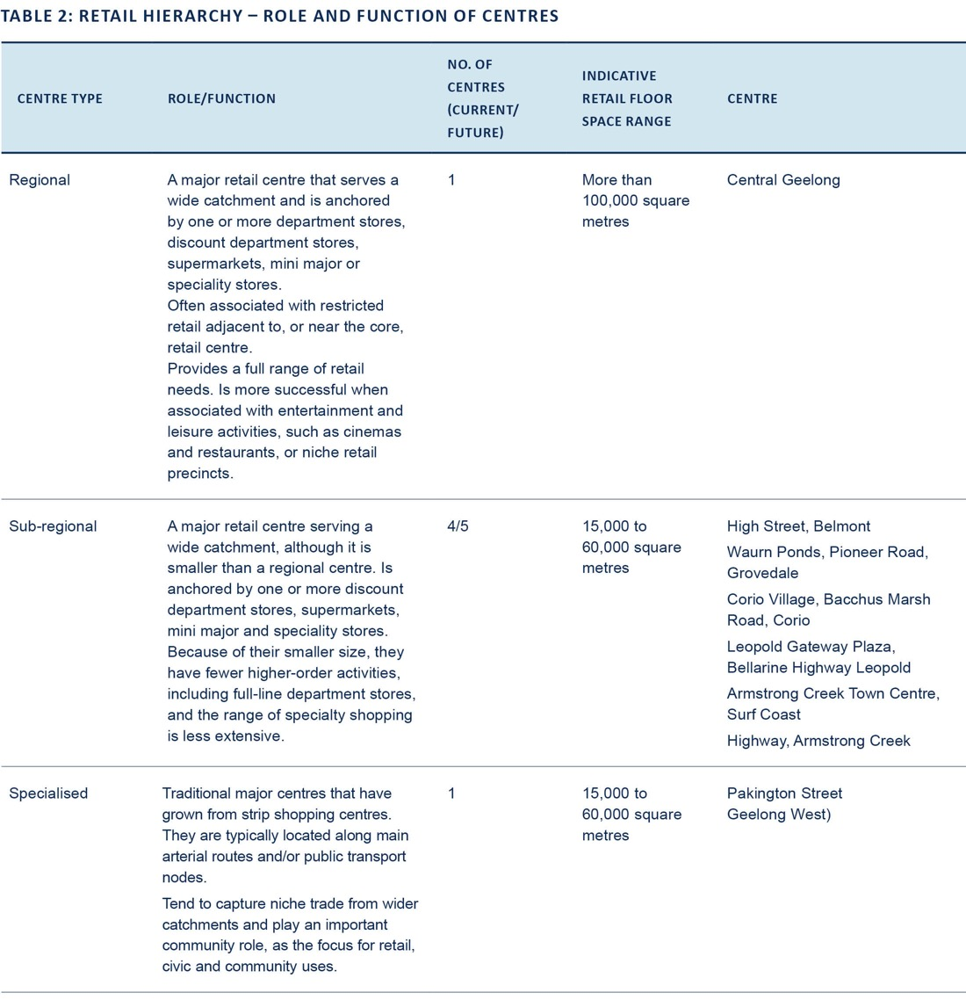 TABLE 2: RETAIL HIERARCHY – ROLE AND FUNCTION OF CENTRES
CENTRE TYPE
ROLE/FUNCTION
NO. OF
CENTRES
(CURRENT/
FUTURE)
INDICATIVE
RETAIL FLOOR
SPACE RANGE
CENTRE
Regional
A major retail centre that serves a
wide catchment and is anchored
by one or more department stores,
discount department stores,
supermarkets, mini major or
speciality stores.
Often associated with restricted
retail adjacent to, or near the core,
retail centre.
Provides a full range of retail
needs. Is more successful when
associated with entertainment and
leisure activities, such as cinemas
and restaurants, or niche retail
precincts.
1
More than
100,000 square
metres
Central Geelong
Sub-regional
A major retail centre serving a
wide catchment, although it is
smaller than a regional centre. Is
anchored by one or more discount
department stores, supermarkets,
mini major and speciality stores.
Because of their smaller size, they
have fewer higher-order activities,
including full-line department stores,
and the range of specialty shopping
is less extensive.
4/5
15,000 to
60,000 square
metres
High Street, Belmont
Waurn Ponds, Pioneer Road,
Grovedale
Corio Village, Bacchus Marsh
Road, Corio
Leopold Gateway Plaza,
Bellarine Highway Leopold
Armstrong Creek Town Centre,
Surf Coast
Highway, Armstrong Creek
Specialised
Traditional major centres that have
grown from strip shopping centres.
They are typically located along main
arterial routes and/or public transport
nodes.
Tend to capture niche trade from wider
catchments and play an important
community role, as the focus for retail,
civic and community uses.
1
15,000 to
60,000 square
metres
Pakington Street
Geelong West)